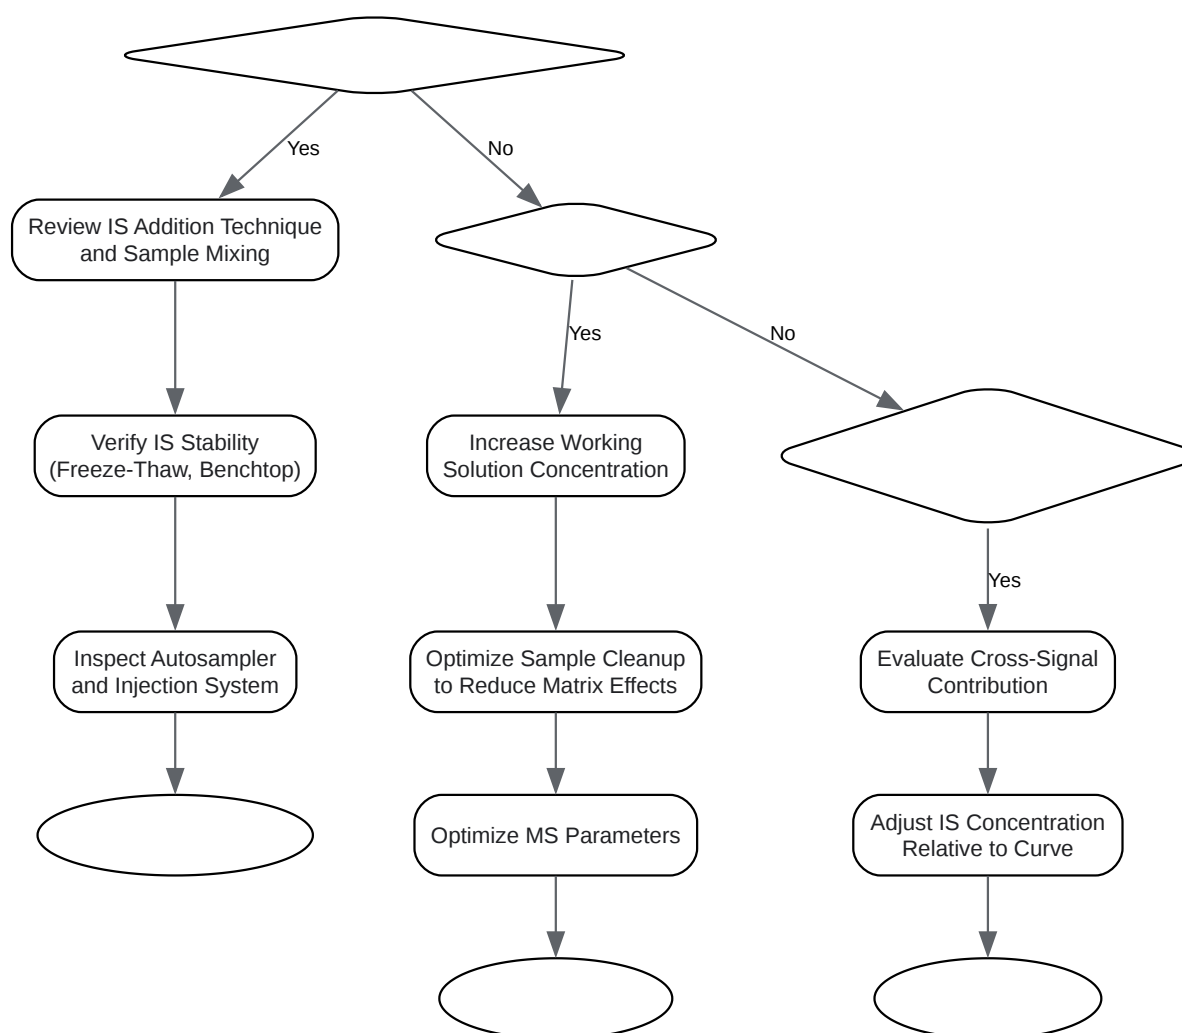 Yes
No
Review IS Addition Technique
and Sample Mixing
Yes
No
Verify IS Stability
(Freeze-Thaw, Benchtop)
Increase Working
Solution Concentration
Yes
Inspect Autosampler
and Injection System
Optimize Sample Cleanup
to Reduce Matrix Effects
Evaluate Cross-Signal
Contribution
Optimize MS Parameters
Adjust IS Concentration
Relative to Curve